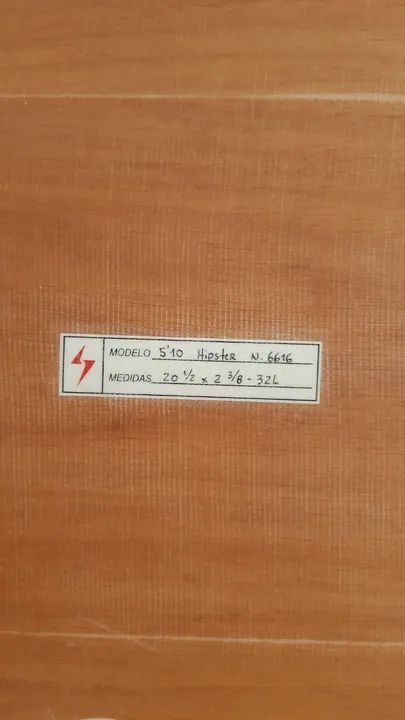 MODELO 5'10 Hipster N. 6616
MEDIDAS 20 1/2 x 2 3/8 - 32L